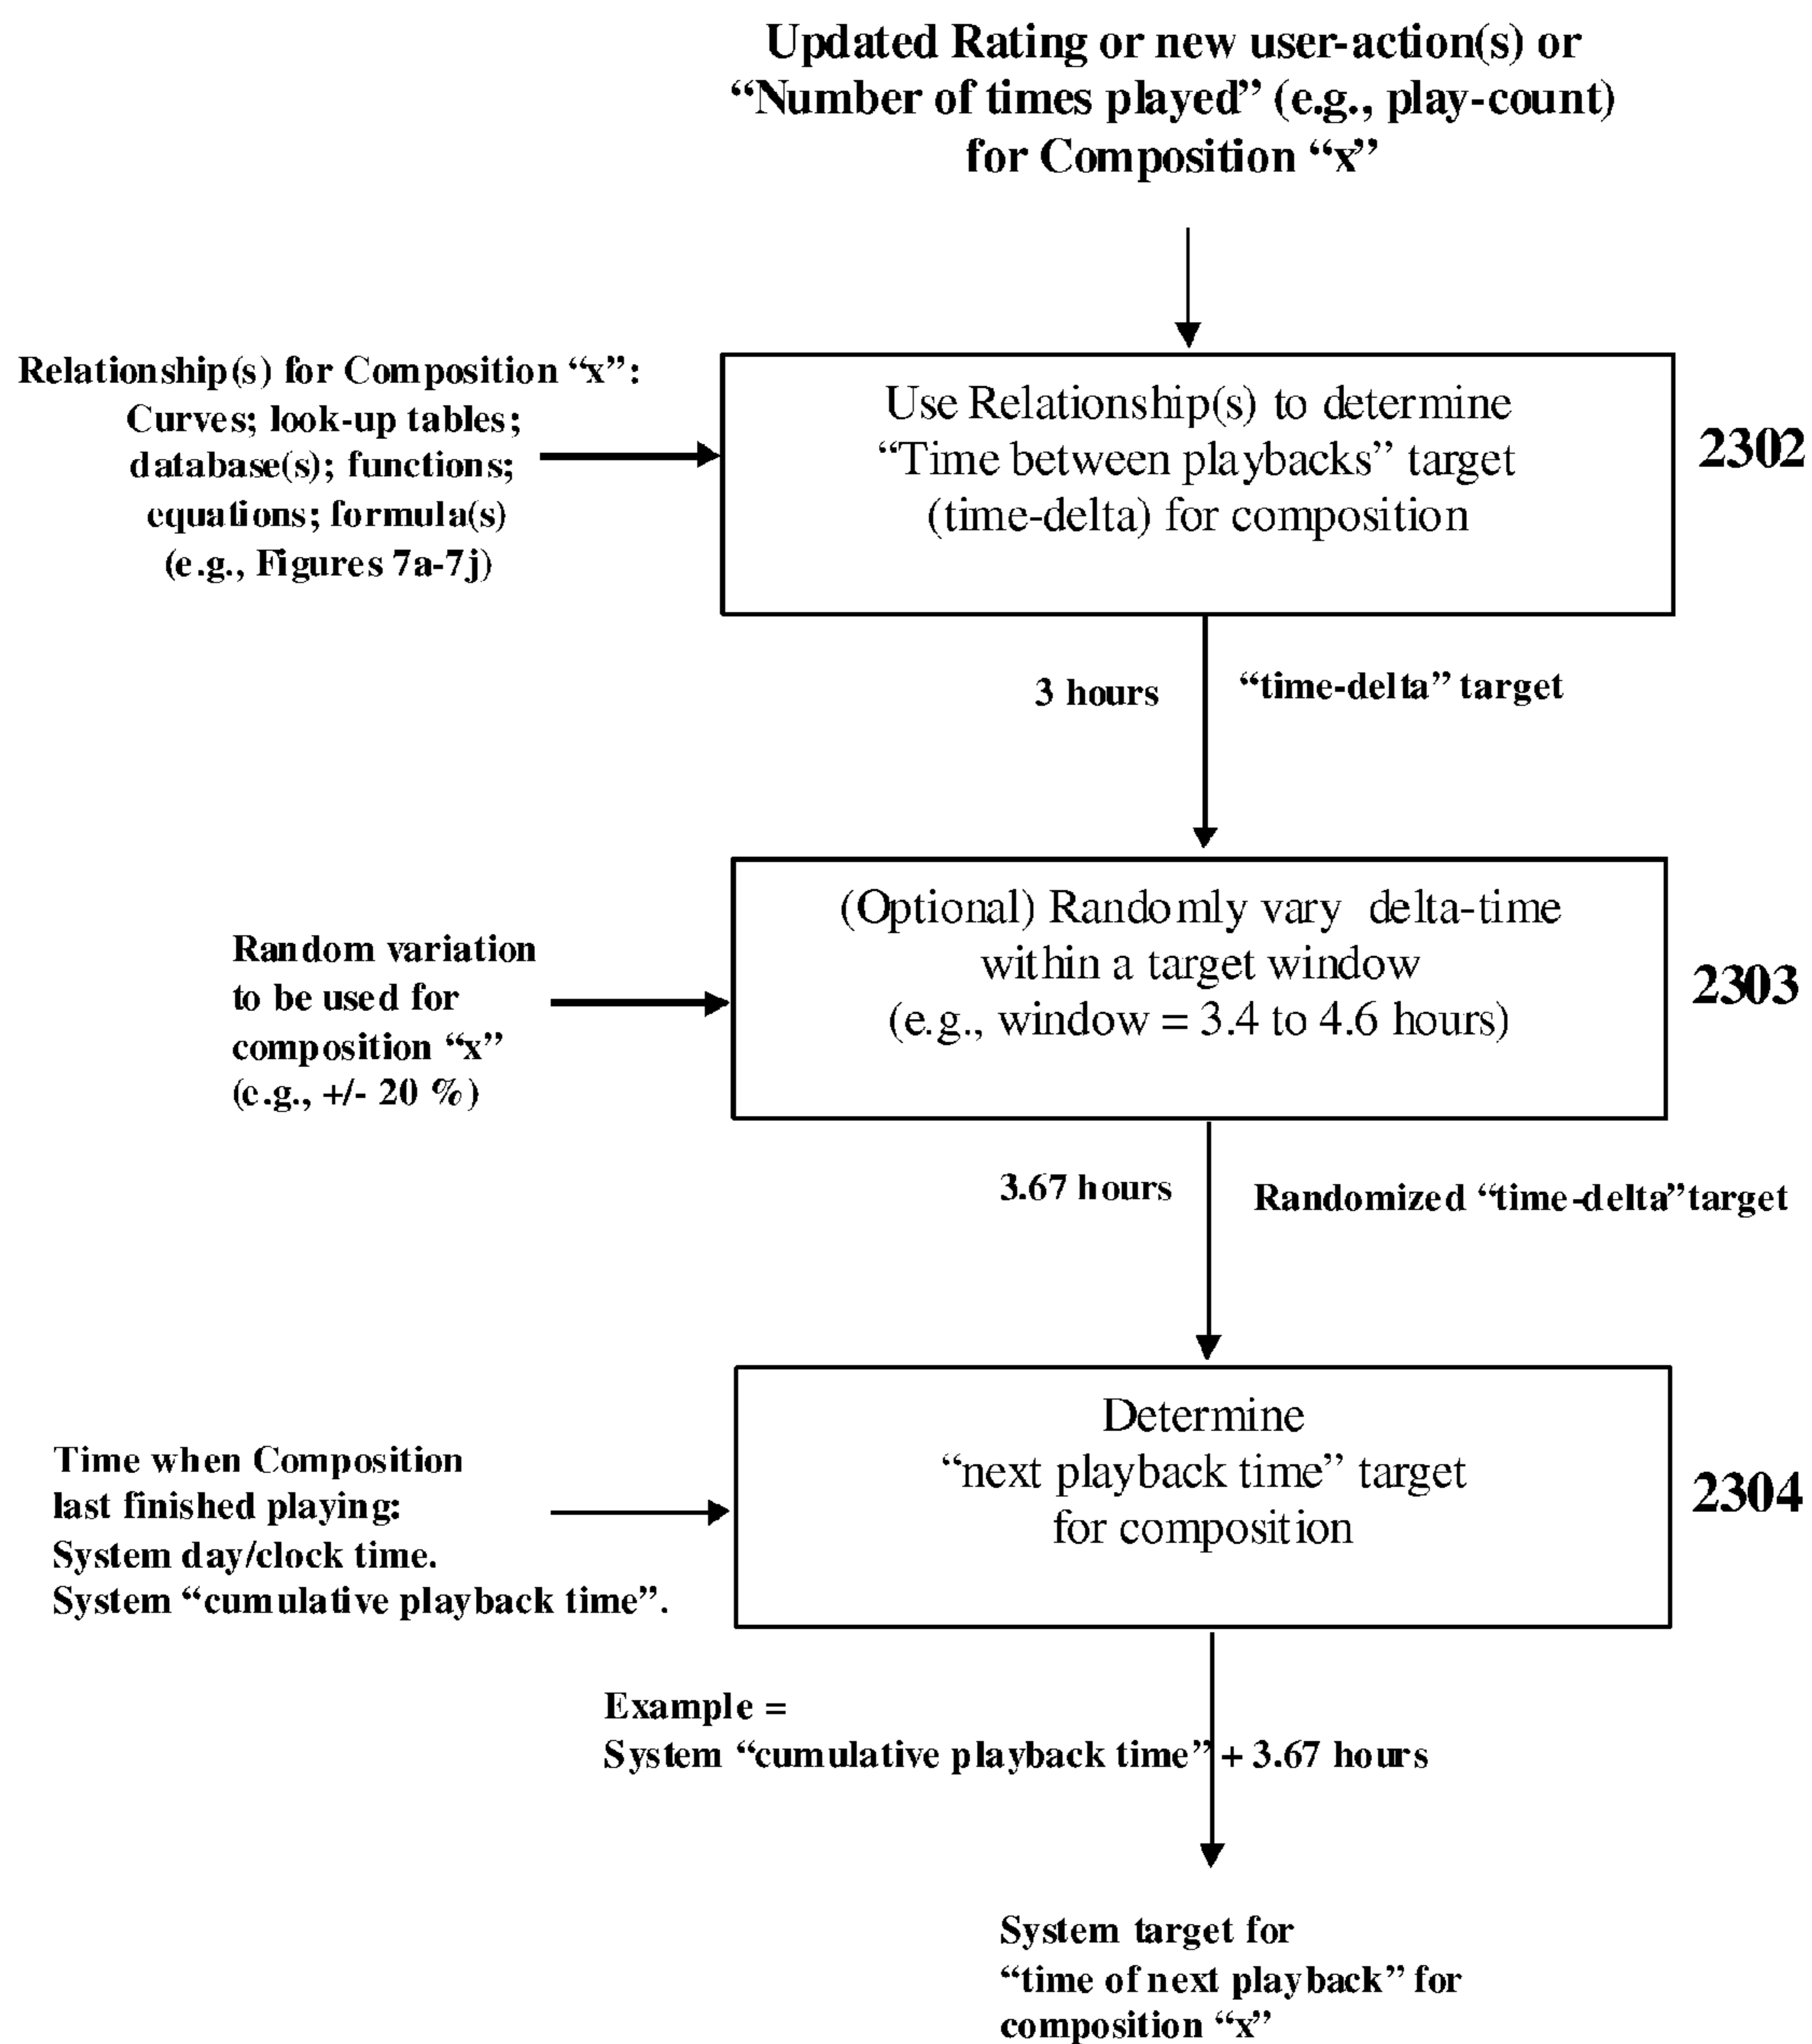 Updated Rating or new user-action(s) or
“Number of times played” (e.g., play-count)
for Composition “x”
Relationship(s) for Composition “x”:
Curves; look-up tables;
database(s); functions;
equations; formula(s)
(e.g., Figures 7a-7j)
Use Relationship(s) to determine
“Time between playbacks” target
(time-delta) for composition
2302
3 hours
“time-delta” target
Random variation
to be used for
composition “x”
(e.g., +/- 20 %)
(Optional) Randomly vary delta-time
within a target window
(e.g., window = 3.4 to 4.6 hours)
2303
3.67 hours
Randomized “time-delta” target
Time when Composition
last finished playing:
System day/clock time.
System “cumulative playback time”.
Determine
“next playback time” target
for composition
2304
Example =
System “cumulative playback time” + 3.67 hours
System target for
“time of next playback” for
composition “x”